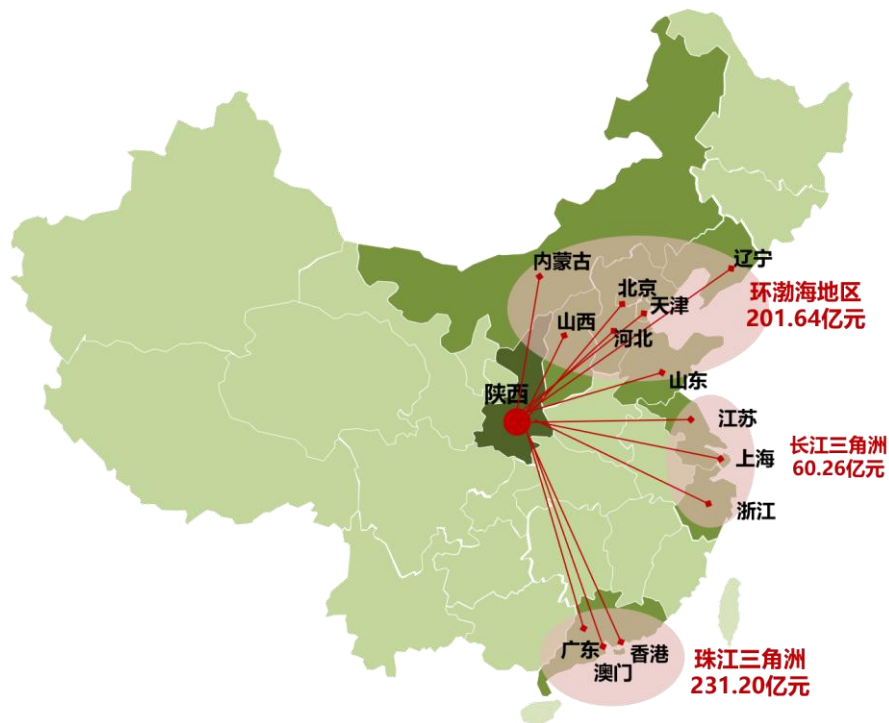 内蒙古
辽宁
北京
天津
环渤海地区
201.64亿元
山西
河北
山东
陕西
江苏
长江三角洲
60.26亿元
上海
浙江
广东
香港
澳门
珠江三角洲
231.20亿元